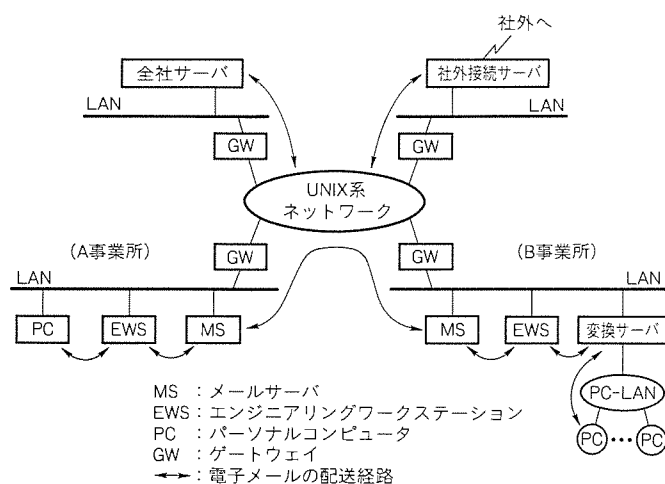 社外へ
全社サーバ
社外接続サーバ
LAN
LAN
GW
GW
UNIX系
ネットワーク
(A事業所)
GW
GW
(B事業所)
LAN
LAN
PC
EWS
MS
MS
EWS
変換サーバ
PC-LAN
PC
…
PC
MS :メールサーバ
EWS:エンジニアリングワークステーション
PC :パーソナルコンピュータ
GW :ゲートウェイ
⟷:電子メールの配送経路